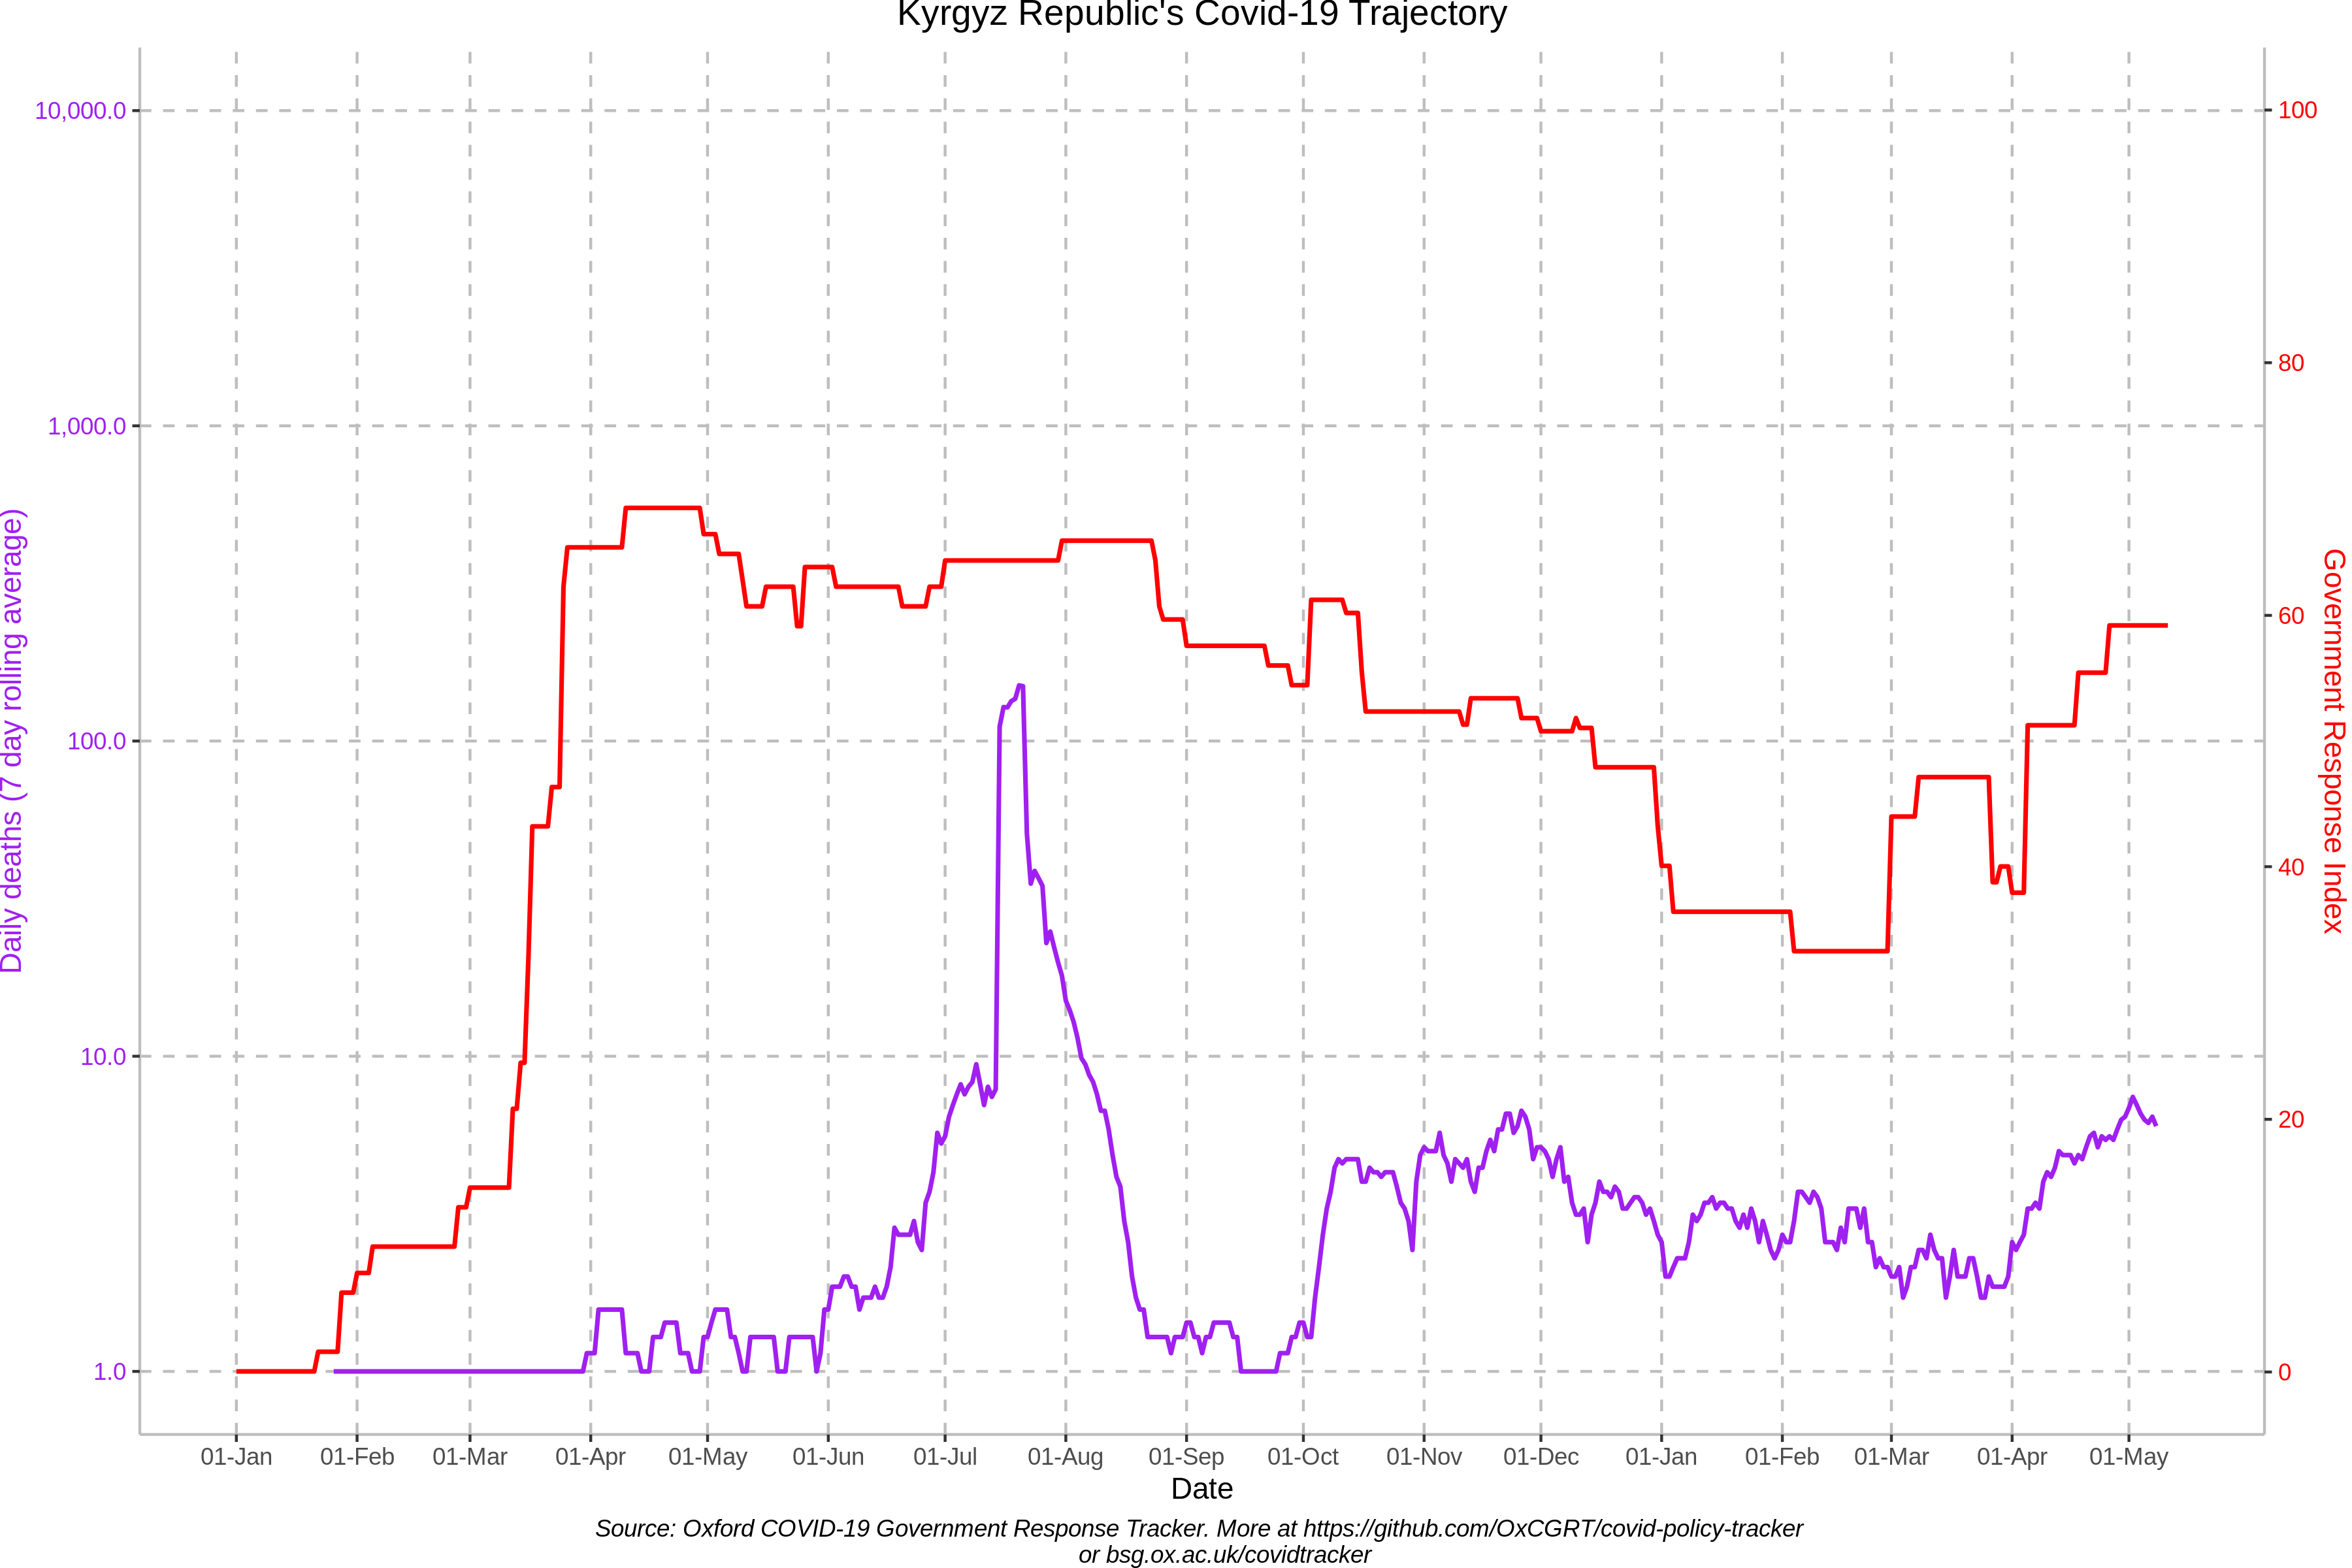 Kyrgyz Republic's Covid-19 Trajectory
10,000.0
1,000.0
100.0
10.0
1.0
Daily deaths (7 day rolling average)
100
80
60
40
20
0
Government Response Index
01-Jan 01-Feb 01-Mar 01-Apr 01-May 01-Jun 01-Jul 01-Aug 01-Sep 01-Oct 01-Nov 01-Dec 01-Jan 01-Feb 01-Mar 01-Apr 01-May
Date
Source: Oxford COVID-19 Government Response Tracker. More at https://github.com/OxCGRT/covid-policy-tracker
or bsg.ox.ac.uk/covidtracker